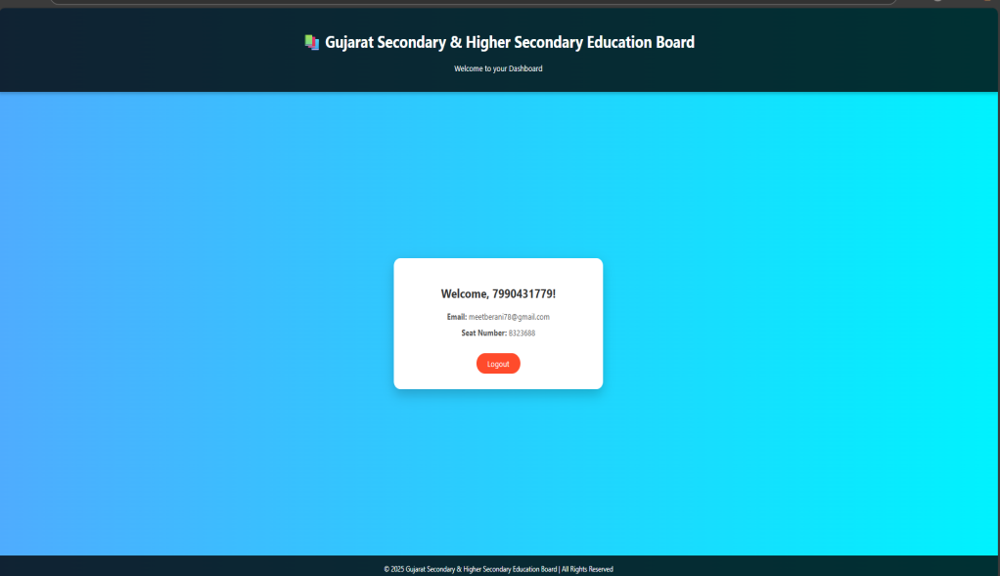 Gujarat Secondary & Higher Secondary Education Board
Welcome to your Dashboard
Welcome, 7990431779!
Email: meetberani78@gmail.com
Seat Number: 8323688
Logout
© 2025 Gujarat Secondary & Higher Secondary Education Board | All Rights Reserved